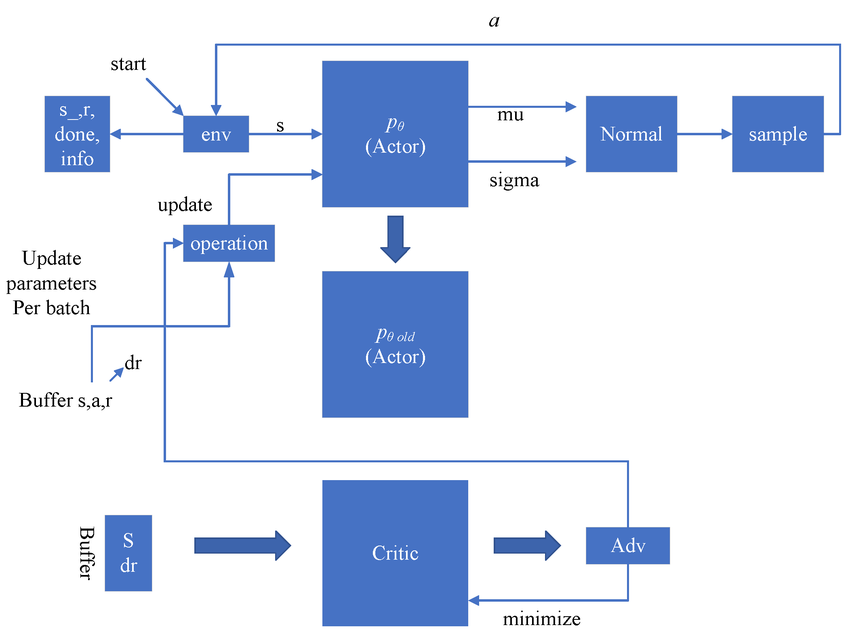 a
start
s_,r,
done,
info
env
s
pθ
(Actor)
mu
sigma
Normal
sample
update
operation
Update
parameters
Per batch
dr
Buffer s,a,r
pθ old
(Actor)
Buffer
S
dr
Critic
Adv
minimize